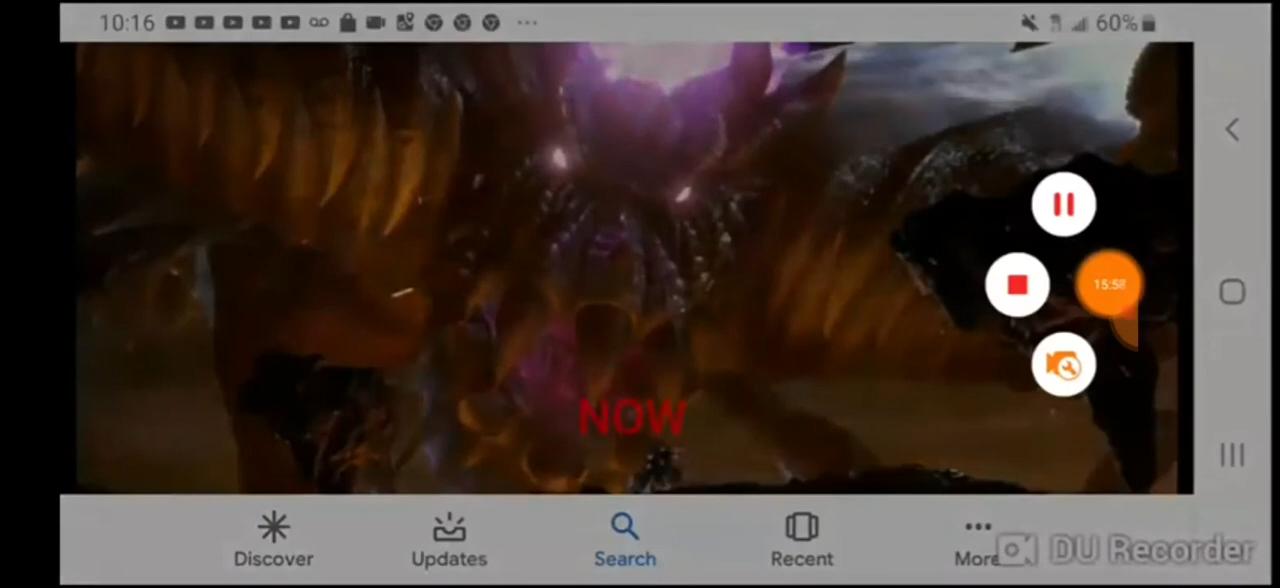 10:16
60%
15:58
NOW
Discover
Updates
Search
Recent
More
DU Recorder